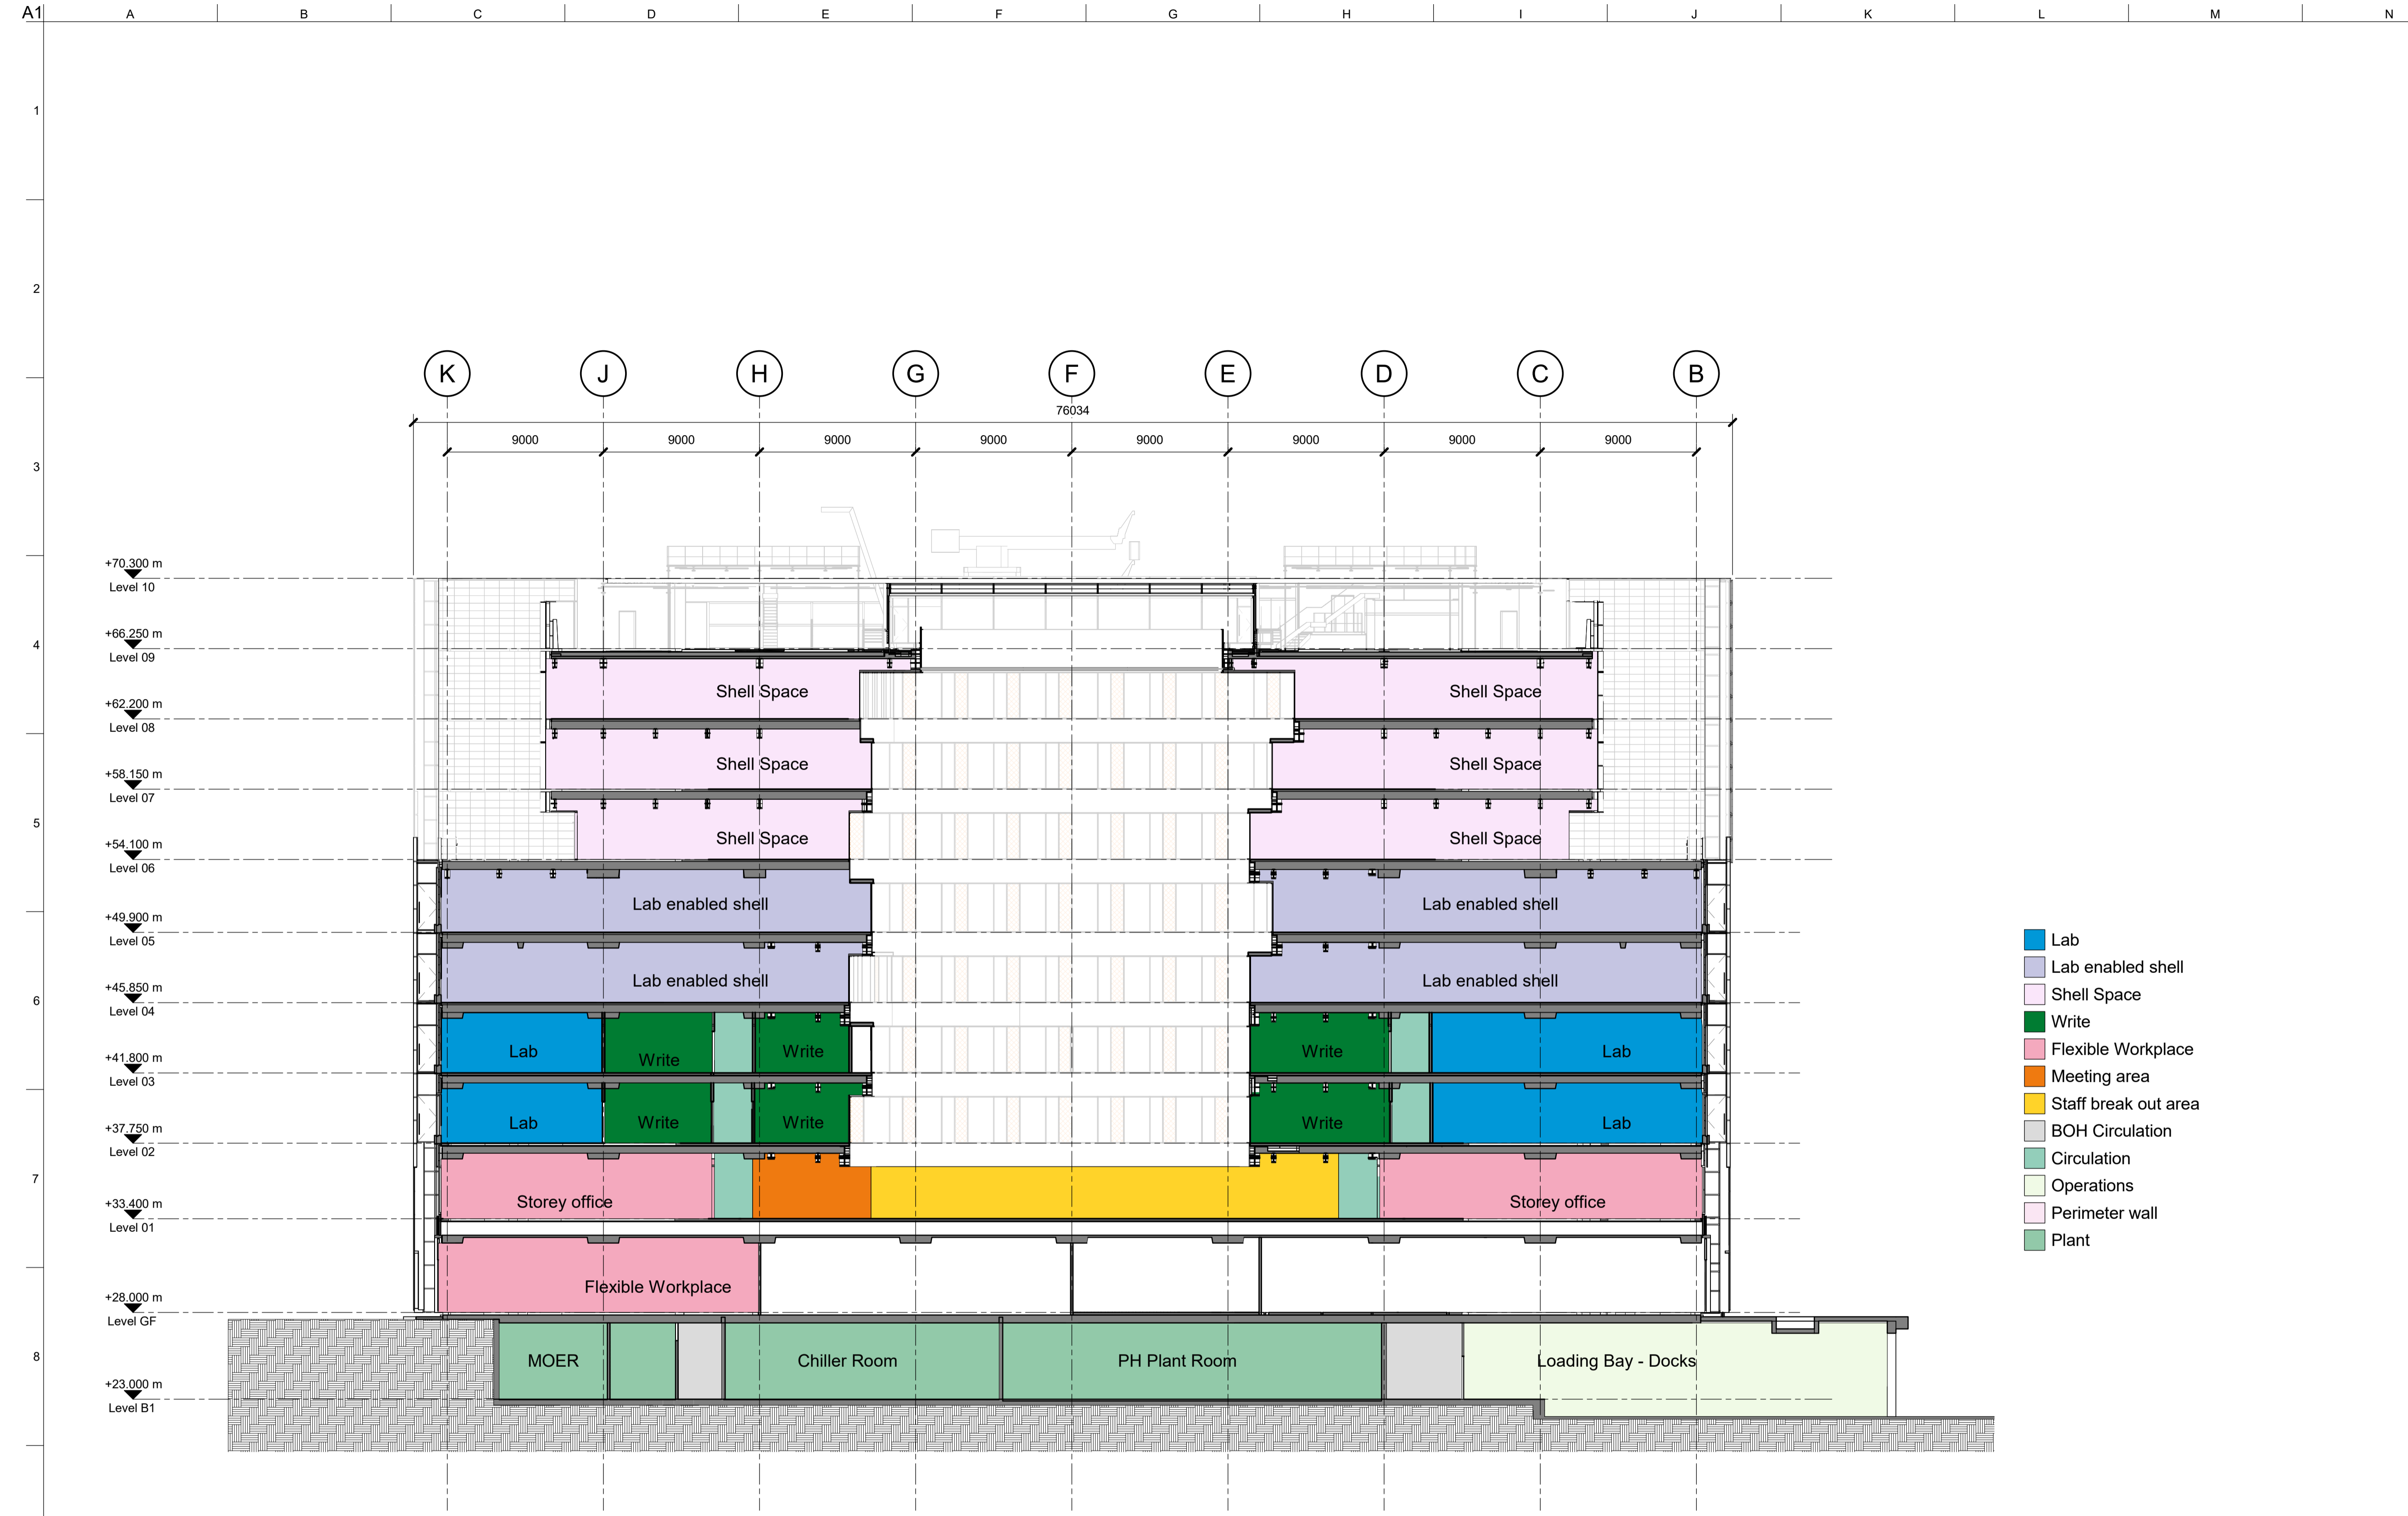 A1
A B C D E F G H I J K L M N
1
2
K J H G F E D C B
76034
9000 9000 9000 9000 9000 9000 9000 9000
3
+70.300 m
Level 10
+66.250 m
4
Level 09
Shell Space Shell Space
+62.200 m
Level 08
Shell Space Shell Space
+58.150 m
Level 07
5
Shell Space Shell Space
+54.100 m
Level 06
Lab enabled shell Lab enabled shell
+49.900 m
Level 05
Lab enabled shell Lab enabled shell
+45.850 m
6
Level 04
Lab Write Write Write Lab
+41.800 m
Level 03
Lab Write Write Write Lab
+37.750 m
Level 02
7
Storey office Storey office
+33.400 m
Level 01
Flexible Workplace
+28.000 m
Level GF
8
MOER Chiller Room PH Plant Room Loading Bay - Docks
+23.000 m
Level B1
Lab
Lab enabled shell
Shell Space
Write
Flexible Workplace
Meeting area
Staff break out area
BOH Circulation
Circulation
Operations
Perimeter wall
Plant